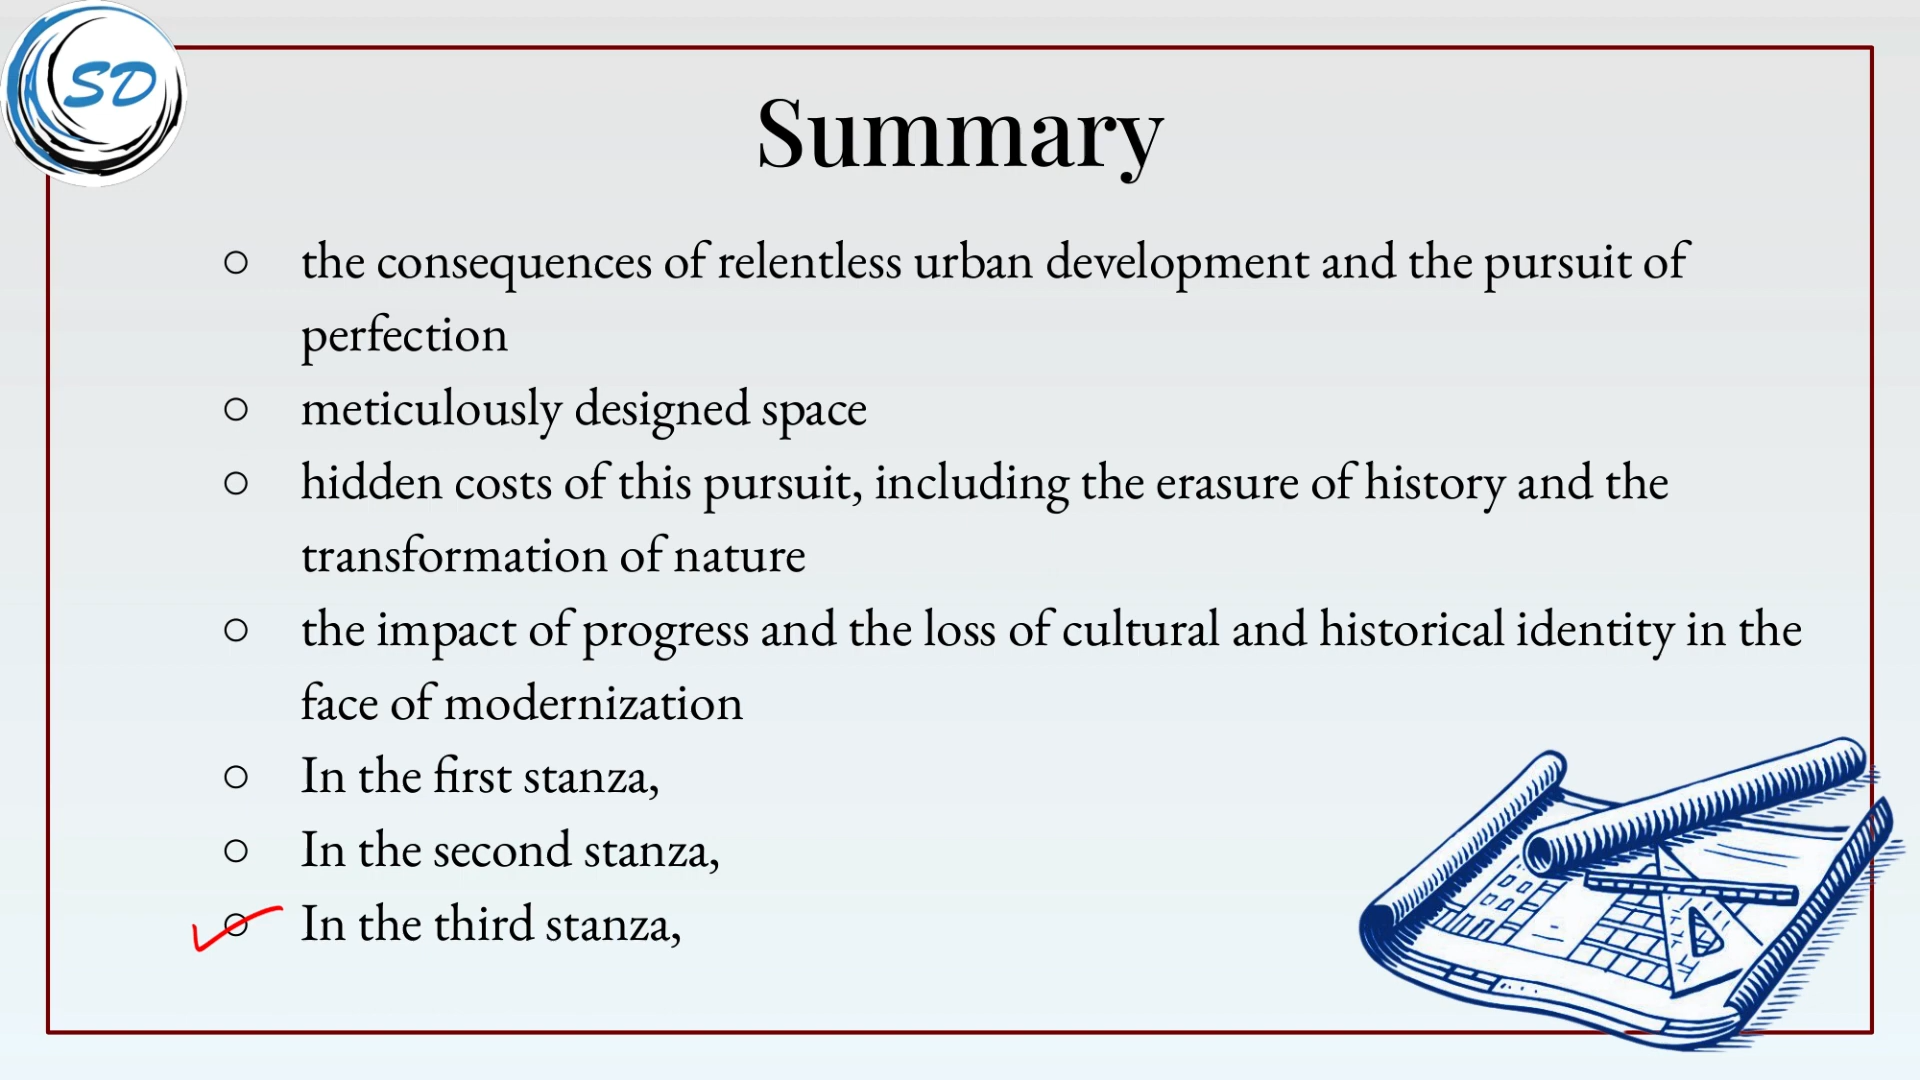 SD
Summary
the consequences of relentless urban development and the pursuit of
perfection
meticulously designed space
hidden costs of this pursuit, including the erasure of history and the
transformation of nature
the impact of progress and the loss of cultural and historical identity in the
face of modernization
In the first stanza,
In the second stanza,
In the third stanza,